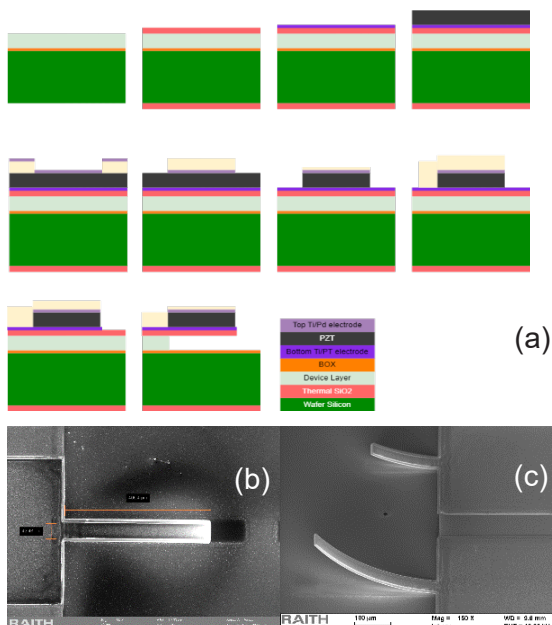 (a)
Top Ti/Pd electrode
PZT
Bottom Ti/PT electrode
BOX
Device Layer
Thermal SiO2
Wafer Silicon
(b)
(c)
RAITH
RAITH
100 µm
Mag = 150 X
WD = 9.6 mm